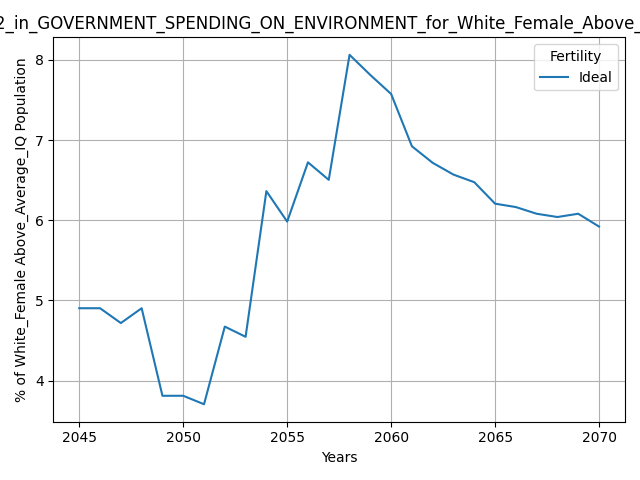 2_in_GOVERNMENT_SPENDING_ON_ENVIRONMENT_for_White_Female_Above_
Fertility
Ideal
% of White_Female Above_Average_IQ Population
8
7
6
5
4
2045 2050 2055 2060 2065 2070
Years